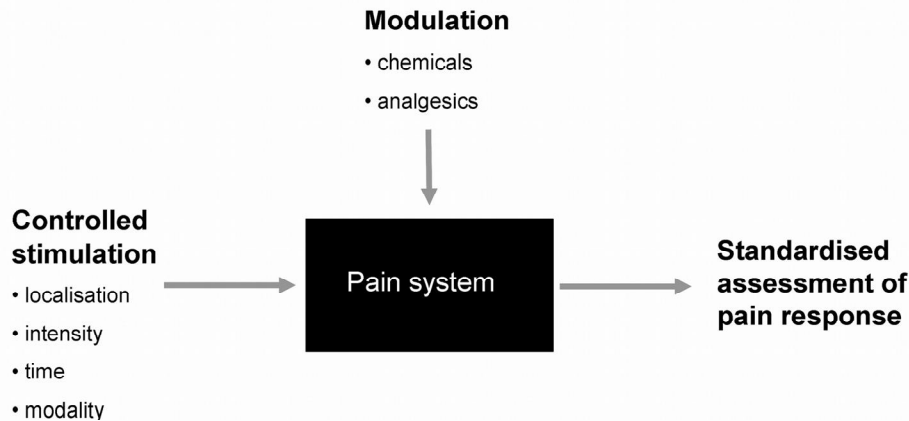 Modulation
• chemicals
• analgesics
Controlled
stimulation
• localisation
• intensity
• time
• modality
Pain system
Standardised
assessment of
pain response